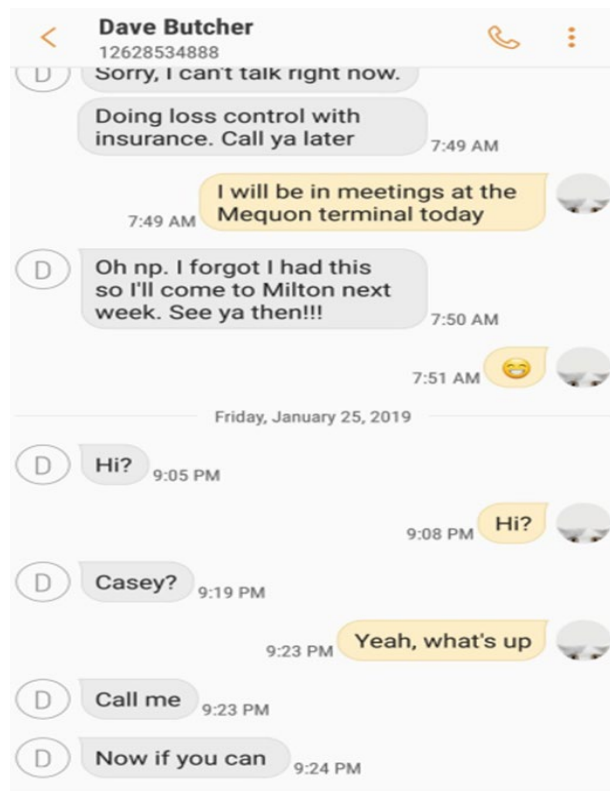 Dave Butcher
12628534888
D
Sorry, I can't talk right now.
Doing loss control with
insurance. Call ya later
7:49 AM
I will be in meetings at the
Mequon terminal today
7:49 AM
D
Oh np. I forgot I had this
so I'll come to Milton next
week. See ya then!!!
7:50 AM
7:51 AM
Friday, January 25, 2019
D
Hi?
9:05 PM
Hi?
9:08 PM
D
Casey?
9:19 PM
Yeah, what's up
9:23 PM
D
Call me
9:23 PM
D
Now if you can
9:24 PM